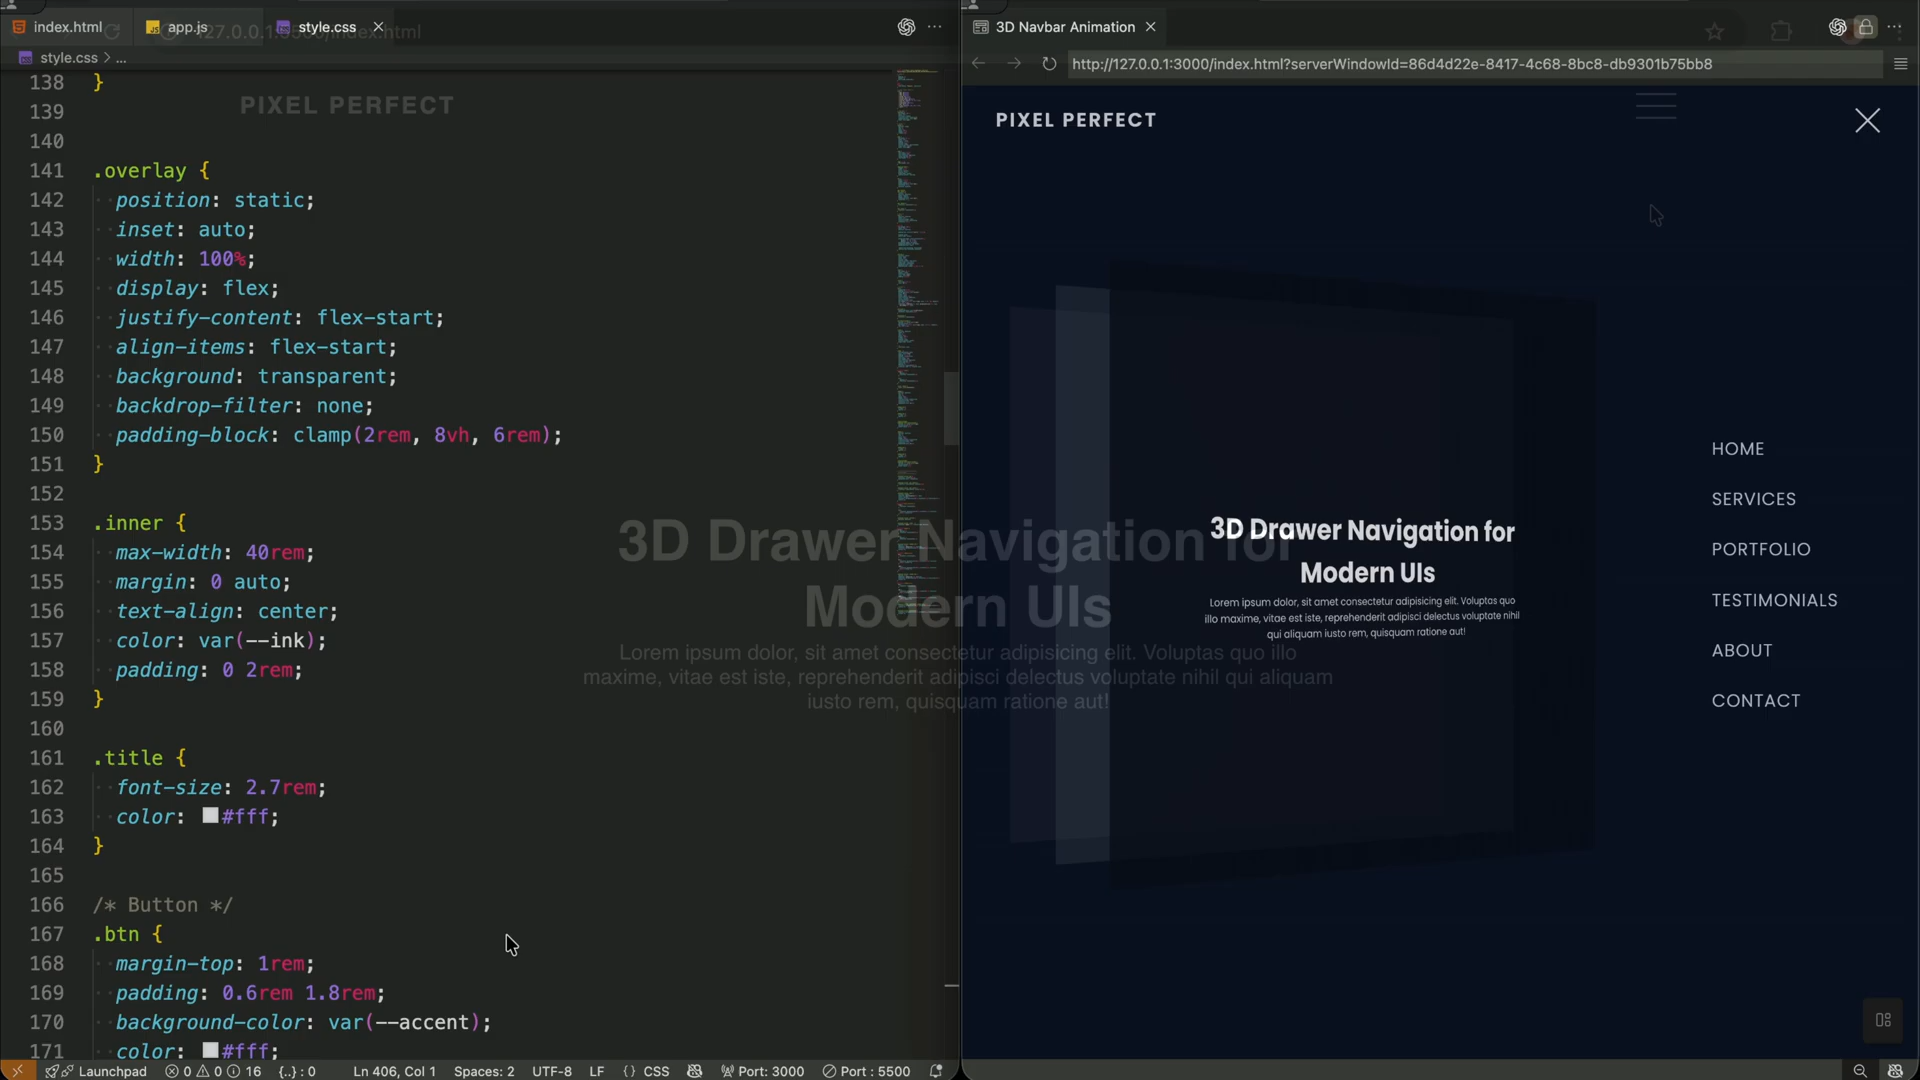 index.html
app.js
style.css
127.0.0.1:5500/index.html
style.css > ...
138 }
139
140
141 .overlay {
142 position: static;
143 inset: auto;
144 width: 100%;
145 display: flex;
146 justify-content: flex-start;
147 align-items: flex-start;
148 background: transparent;
149 backdrop-filter: none;
150 padding-block: clamp(2rem, 8vh, 6rem);
151 }
152
153 .inner {
154 max-width: 40rem;
155 margin: 0 auto;
156 text-align: center;
157 color: var(--ink);
158 padding: 0 2rem;
159 }
160
161 .title {
162 font-size: 2.7rem;
163 color: #fff;
164 }
165
166 /* Button */
167 .btn {
168 margin-top: 1rem;
169 padding: 0.6rem 1.8rem;
170 background-color: var(--accent);
171 color: #fff;
PIXEL PERFECT
3D Drawer Navigation for
Modern UIs
Lorem ipsum dolor, sit amet consectetur adipisicing elit. Voluptas quo illo
maxime, vitae est iste, reprehenderit adipisci delectus voluptate nihil qui aliquam
iusto rem, quisquam ratione aut!
Launchpad 0 0 16 {..} : 0 Ln 406, Col 1 Spaces: 2 UTF-8 LF {} CSS Port: 3000 Port : 5500
3D Navbar Animation
http://127.0.0.1:3000/index.html?serverWindowId=86d4d22e-8417-4c68-8bc8-db9301b75bb8
PIXEL PERFECT
3D Drawer Navigation for
Modern UIs
Lorem ipsum dolor, sit amet consectetur adipisicing elit. Voluptas quo
illo maxime, vitae est iste, reprehenderit adipisci delectus voluptate nihil
qui aliquam iusto rem, quisquam ratione aut!
HOME
SERVICES
PORTFOLIO
TESTIMONIALS
ABOUT
CONTACT